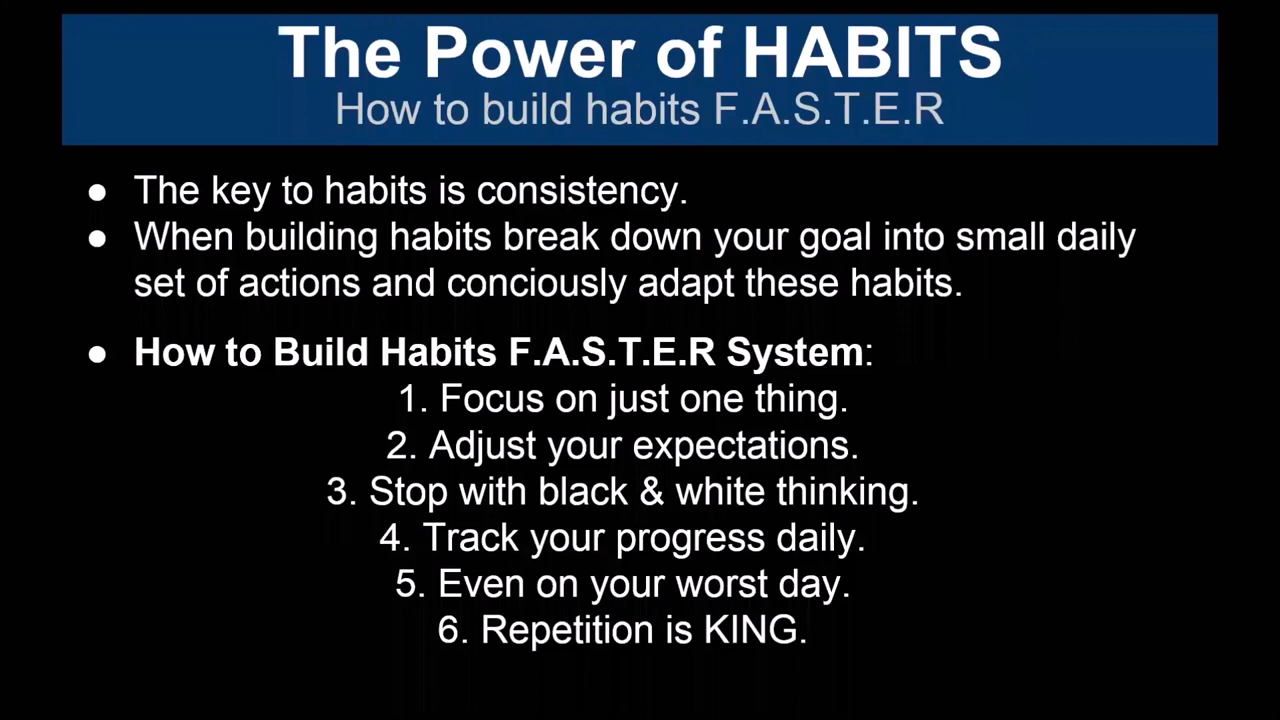 The Power of HABITS
How to build habits F.A.S.T.E.R
● The key to habits is consistency.
● When building habits break down your goal into small daily
set of actions and conciously adapt these habits.
● How to Build Habits F.A.S.T.E.R System:
1. Focus on just one thing.
2. Adjust your expectations.
3. Stop with black & white thinking.
4. Track your progress daily.
5. Even on your worst day.
6. Repetition is KING.